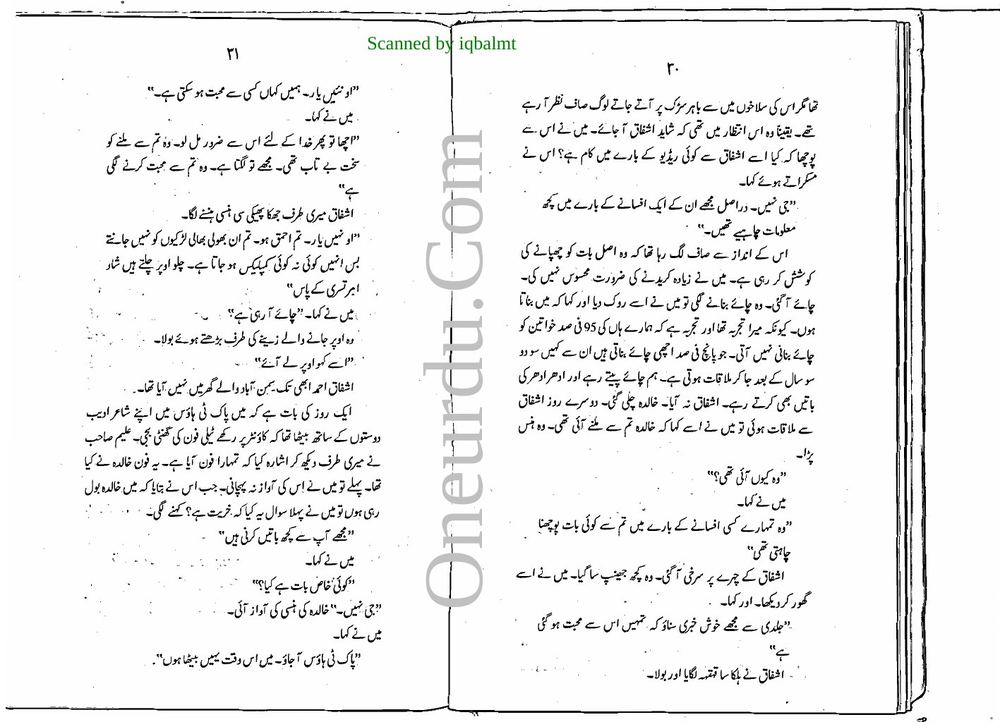 Scanned by iqbalmt
۳۰
تھا مگر اس کی سلاخوں میں سے باہر سڑک پر آتے جاتے لوگ صاف نظر آ رہے
تھے۔ یقیناً وہ اس انتظار میں تھی کہ شاید اشفاق آ جائے۔ میں نے اس سے
پوچھا کہ کیا اسے اشفاق سے کوئی ریڈیو کے بارے میں کام ہے؟ اس نے
مسکراتے ہوئے کہا۔
"جی نہیں۔ دراصل مجھے ان کے ایک افسانے کے بارے میں کچھ
معلومات چاہیے تھیں۔"
اس کے انداز سے صاف لگ رہا تھا کہ وہ اصل بات کو چھپانے کی
کوشش کر رہی ہے۔ میں نے زیادہ کریدنے کی ضرورت محسوس نہیں کی۔
چائے آ گئی۔ وہ چائے بنانے لگی تو میں نے اسے روک دیا اور کہا کہ میں بناتا
ہوں۔ کیونکہ میرا تجربہ تھا اور تجربہ ہے کہ ہمارے ہاں کی 95 فی صد خواتین کو
چائے بنانی نہیں آتی۔ جو پانچ فی صد اچھی چائے بناتی ہیں ان سے کہیں سو دو
سو سال کے بعد جا کر ملاقات ہوتی ہے۔ ہم چائے پیتے رہے اور ادھر ادھر کی
باتیں بھی کرتے رہے۔ اشفاق نہ آیا۔ خالدہ چلی گئی۔ دوسرے روز اشفاق
سے ملاقات ہوئی تو میں نے اسے کہا کہ خالدہ تم سے ملنے آئی تھی۔ وہ ہنس
پڑا۔
"وہ کیوں آئی تھی؟"
میں نے کہا۔
"وہ تمہارے کسی افسانے کے بارے میں تم سے کوئی بات پوچھنا
چاہتی تھی"
اشفاق کے چہرے پر سرخی آ گئی۔ وہ کچھ جھینپ سا گیا۔ میں نے اسے
گھور کر دیکھا۔ اور کہا۔
"جلدی سے مجھے خوش خبری سناؤ کہ تمہیں اس سے محبت ہو گئی
ہے"
اشفاق نے ہلکا سا قہقہہ لگایا اور بولا۔
۳۱
"او نئیں یار۔ ہمیں کہاں کسی سے محبت ہو سکتی ہے۔"
میں نے کہا۔
"اچھا تو پھر خدا کے لئے اس سے ضرور مل لو۔ وہ تم سے ملنے کو
سخت بے تاب تھی۔ مجھے تو لگتا ہے۔ وہ تم سے محبت کرنے لگی
ہے"
اشفاق میری طرف جھکا پھیکی سی ہنسی ہنسنے لگا۔
"او نہیں یار۔ تم احمق ہو۔ تم ان بھولی بھالی لڑکیوں کو نہیں جانتے
بس انہیں کوئی نہ کوئی کمپلیکس ہو جاتا ہے۔ چلو اوپر چلتے ہیں شاد
امرتسری کے پاس"
میں نے کہا۔ "چائے آ رہی ہے"
وہ اوپر جانے والے زینے کی طرف بڑھتے ہوئے بولا۔
"اسے کہو اوپر لے آئے"
اشفاق احمد ابھی تک سمن آباد والے گھر میں نہیں آیا تھا۔
ایک روز کی بات ہے کہ میں پاک ٹی ہاؤس میں اپنے شاعر ادیب
دوستوں کے ساتھ بیٹھا تھا کہ کاؤنٹر پر رکھے ٹیلی فون کی گھنٹی بجی۔ علیم صاحب
نے میری طرف دیکھ کر اشارہ کیا کہ تمہارا فون آیا ہے۔ یہ فون خالدہ نے کیا
تھا۔ پہلے تو میں نے اس کی آواز نہ پہچانی۔ جب اس نے بتایا کہ میں خالدہ بول
رہی ہوں تو میں نے پہلا سوال یہ کیا کہ خریت ہے؟ کہنے لگی۔
"مجھے آپ سے کچھ باتیں کرنی ہیں"
میں نے کہا۔
"کوئی خاص بات ہے کیا؟"
"جی نہیں۔" خالدہ کی ہنسی کی آواز آئی۔
میں نے کہا۔
"پاک ٹی ہاؤس آ جاؤ۔ میں اس وقت یہیں بیٹھا ہوں"۔
Oneurdu.Com